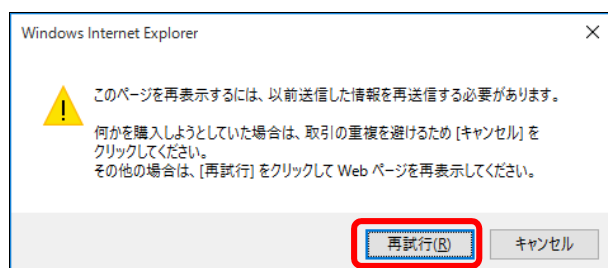 Windows Internet Explorer
このページを再表示するには、以前送信した情報を再送信する必要があります。
何かを購入しようとしていた場合は、取引の重複を避けるため [キャンセル] を
クリックしてください。
その他の場合は、[再試行] をクリックして Web ページを再表示してください。
再試行(R)
キャンセル